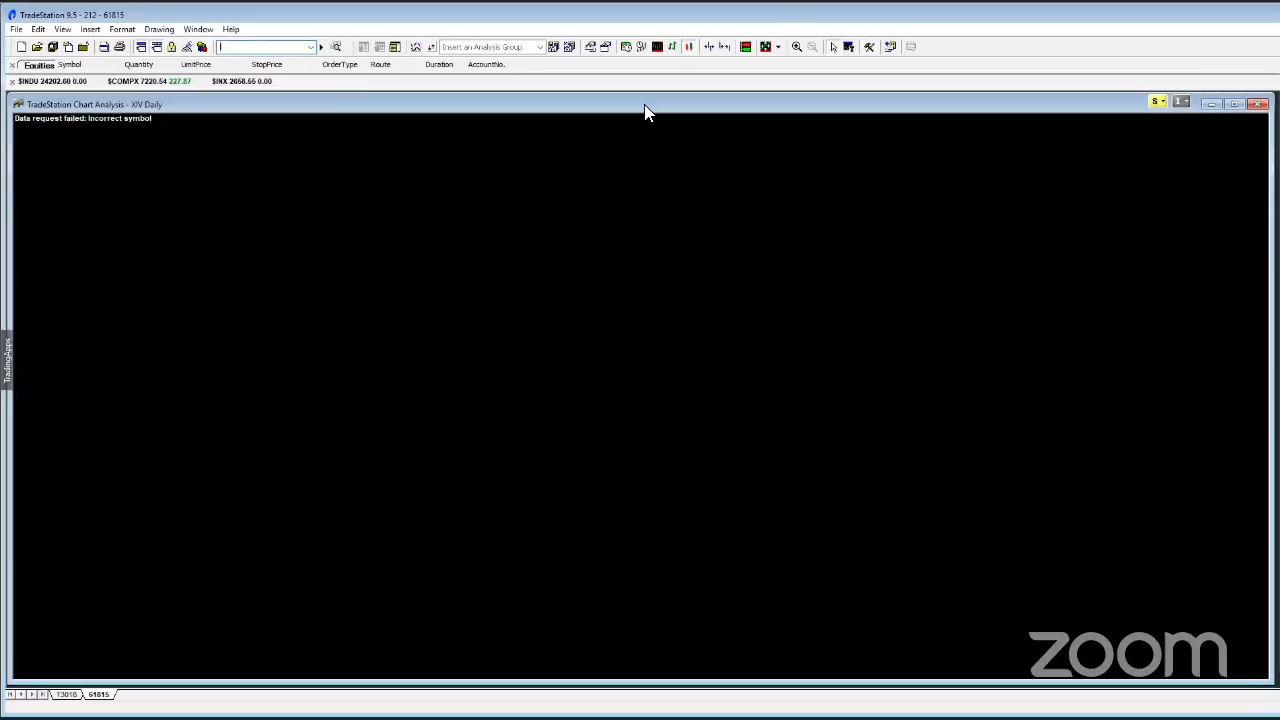 TradeStation 9.5 - 212 - 61815
File Edit View Insert Format Drawing Window Help
Insert an Analysis Group
Equities Symbol Quantity LimitPrice StopPrice OrderType Route Duration AccountNo.
$INDU 24202.60 0.00 $COMPX 7220.54 227.87 $INX 2658.55 0.00
TradeStation Chart Analysis - XIV Daily
S I
Data request failed: Incorrect symbol
TradingApps
zoom
13018 61815